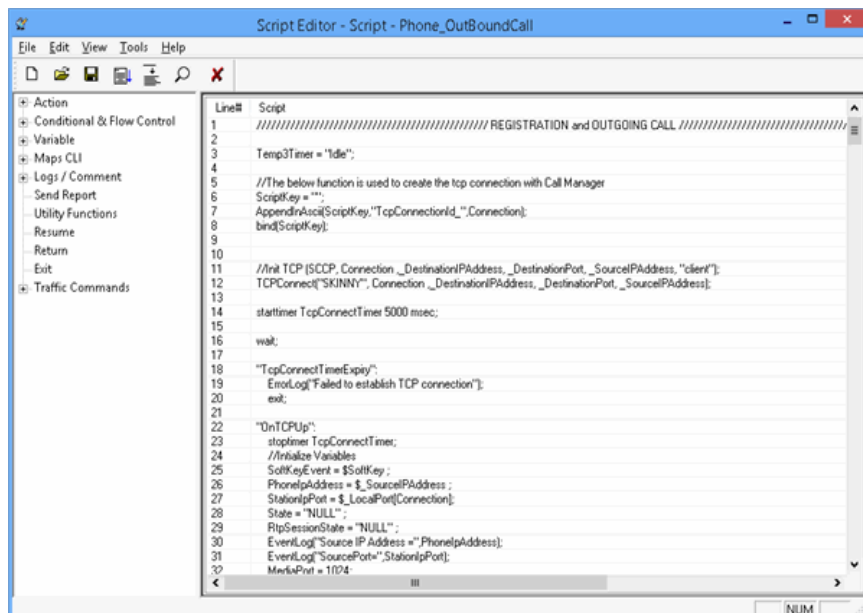 Script Editor - Script - Phone_OutBoundCall
File Edit View Tools Help
Action
Conditional & Flow Control
Variable
Maps CLI
Logs / Comment
Send Report
Utility Functions
Resume
Return
Exit
Traffic Commands
Line# Script
1 ///////////////////////////////////////////////// REGISTRATION and OUTGOING CALL ///////////////////////////////////
2
3 Temp3Timer = "Idle";
4
5 //The below function is used to create the tcp connection with Call Manager
6 ScriptKey = "";
7 AppendInAscii(ScriptKey,"TcpConnectionId_",Connection);
8 bind(ScriptKey);
9
10
11 //Init TCP (SCCP, Connection ,_DestinationIPAddress, _DestinationPort, _SourceIPAddress, "client");
12 TCPConnect("SKINNY", Connection ,_DestinationIPAddress, _DestinationPort, _SourceIPAddress);
13
14 starttimer TcpConnectTimer 5000 msec;
15
16 wait;
17
18 "TcpConnectTimerExpiry":
19 ErrorLog("Failed to establish TCP connection");
20 exit;
21
22 "OnTCPUp":
23 stoptimer TcpConnectTimer;
24 //Intialize Variables
25 SoftKeyEvent = $SoftKey ;
26 PhoneIpAddress = $_SourceIPAddress ;
27 StationIpPort = $_LocalPort[Connection];
28 State = "NULL" ;
29 RtpSessionState = "NULL" ;
30 EventLog("Source IP Address =",PhoneIpAddress);
31 EventLog("SourcePort=",StationIpPort);
32 MediaPort = 1024;
NUM